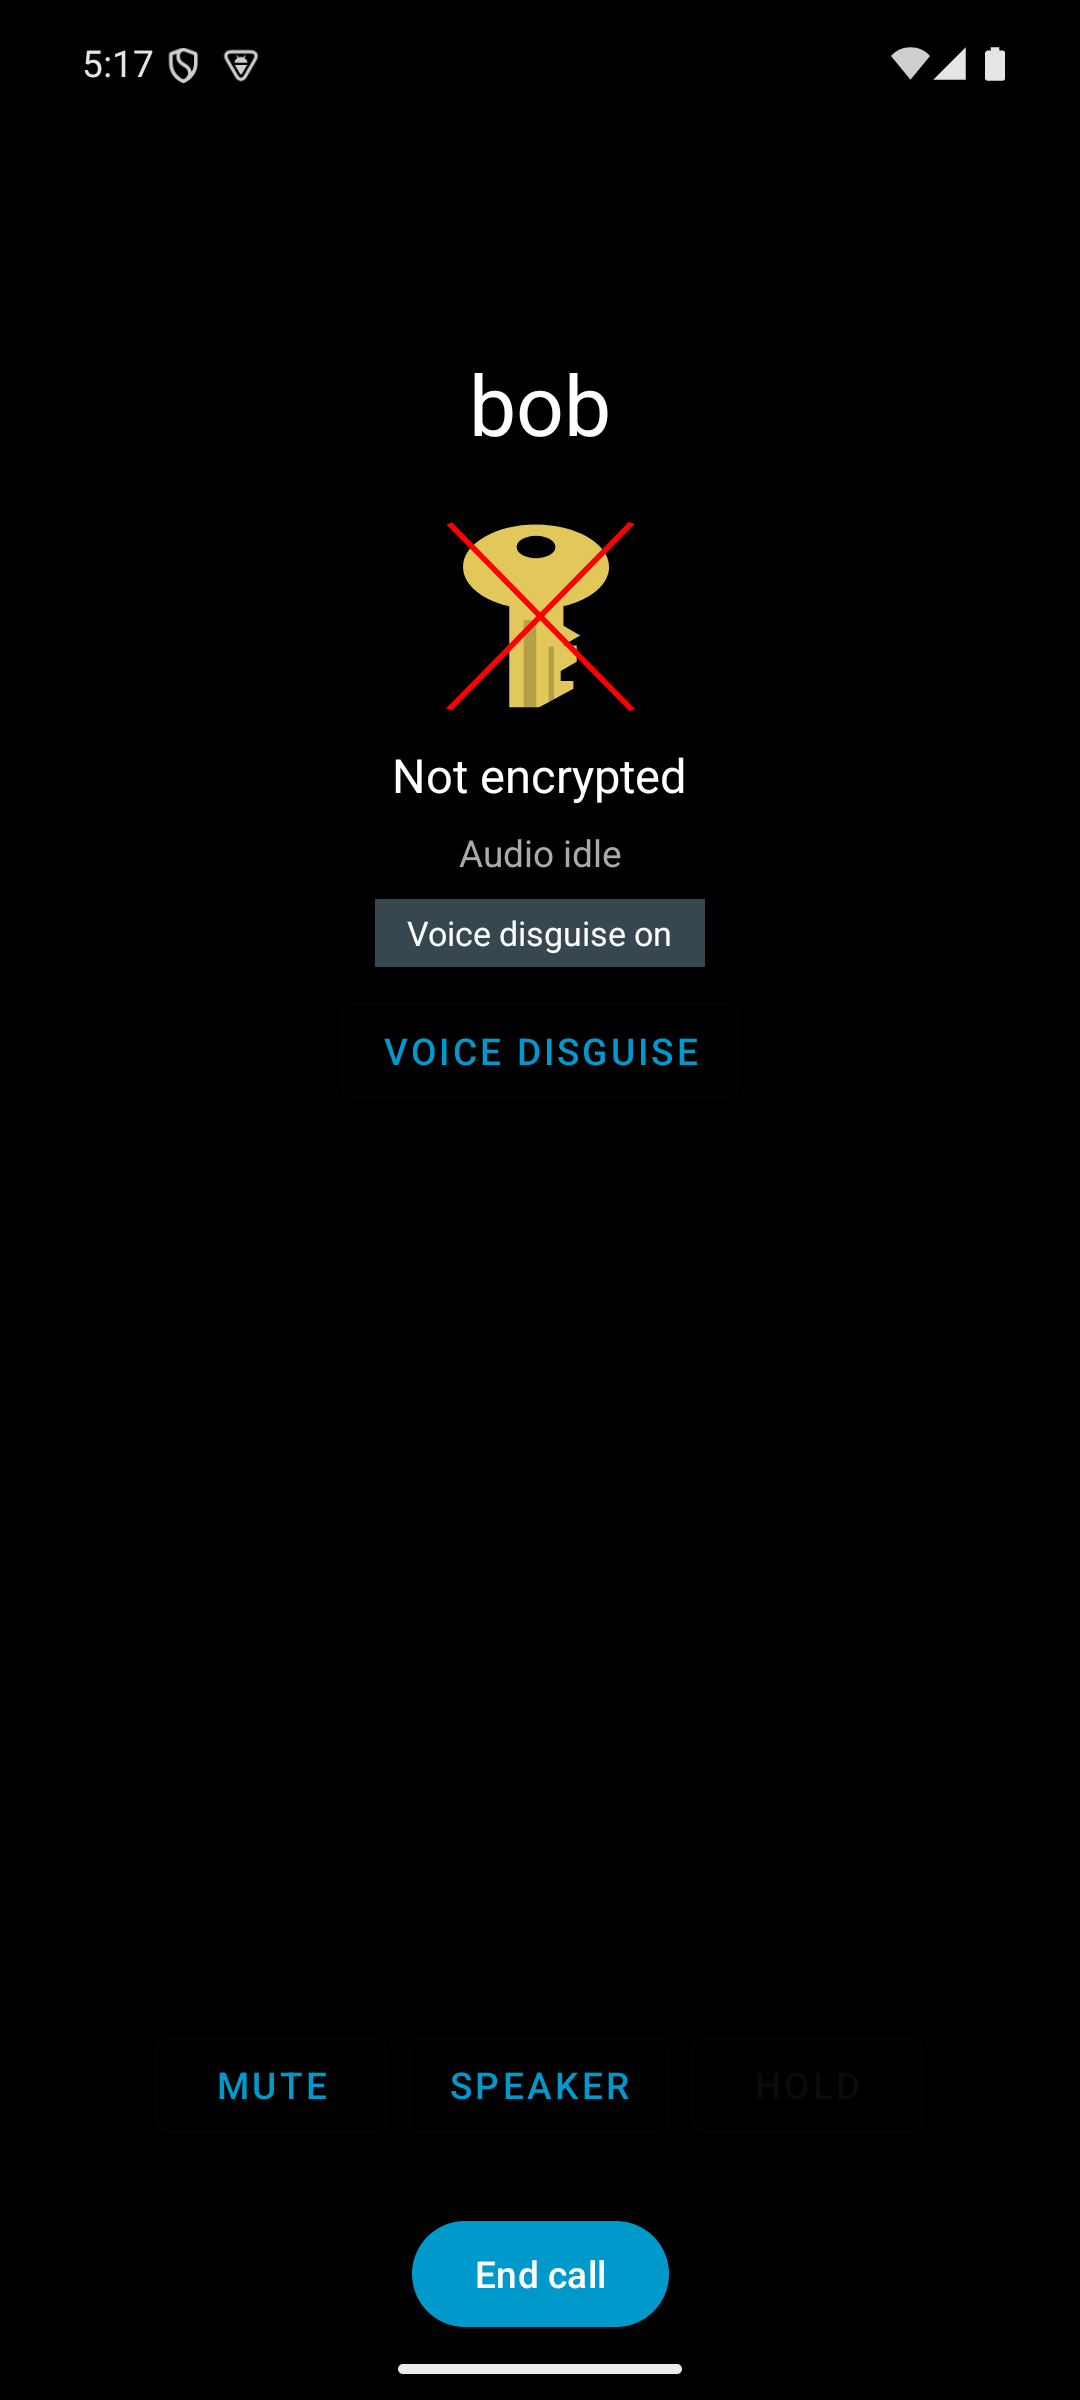 5:17
bob
Not encrypted
Audio idle
Voice disguise on
VOICE DISGUISE
MUTE
SPEAKER
HOLD
End call